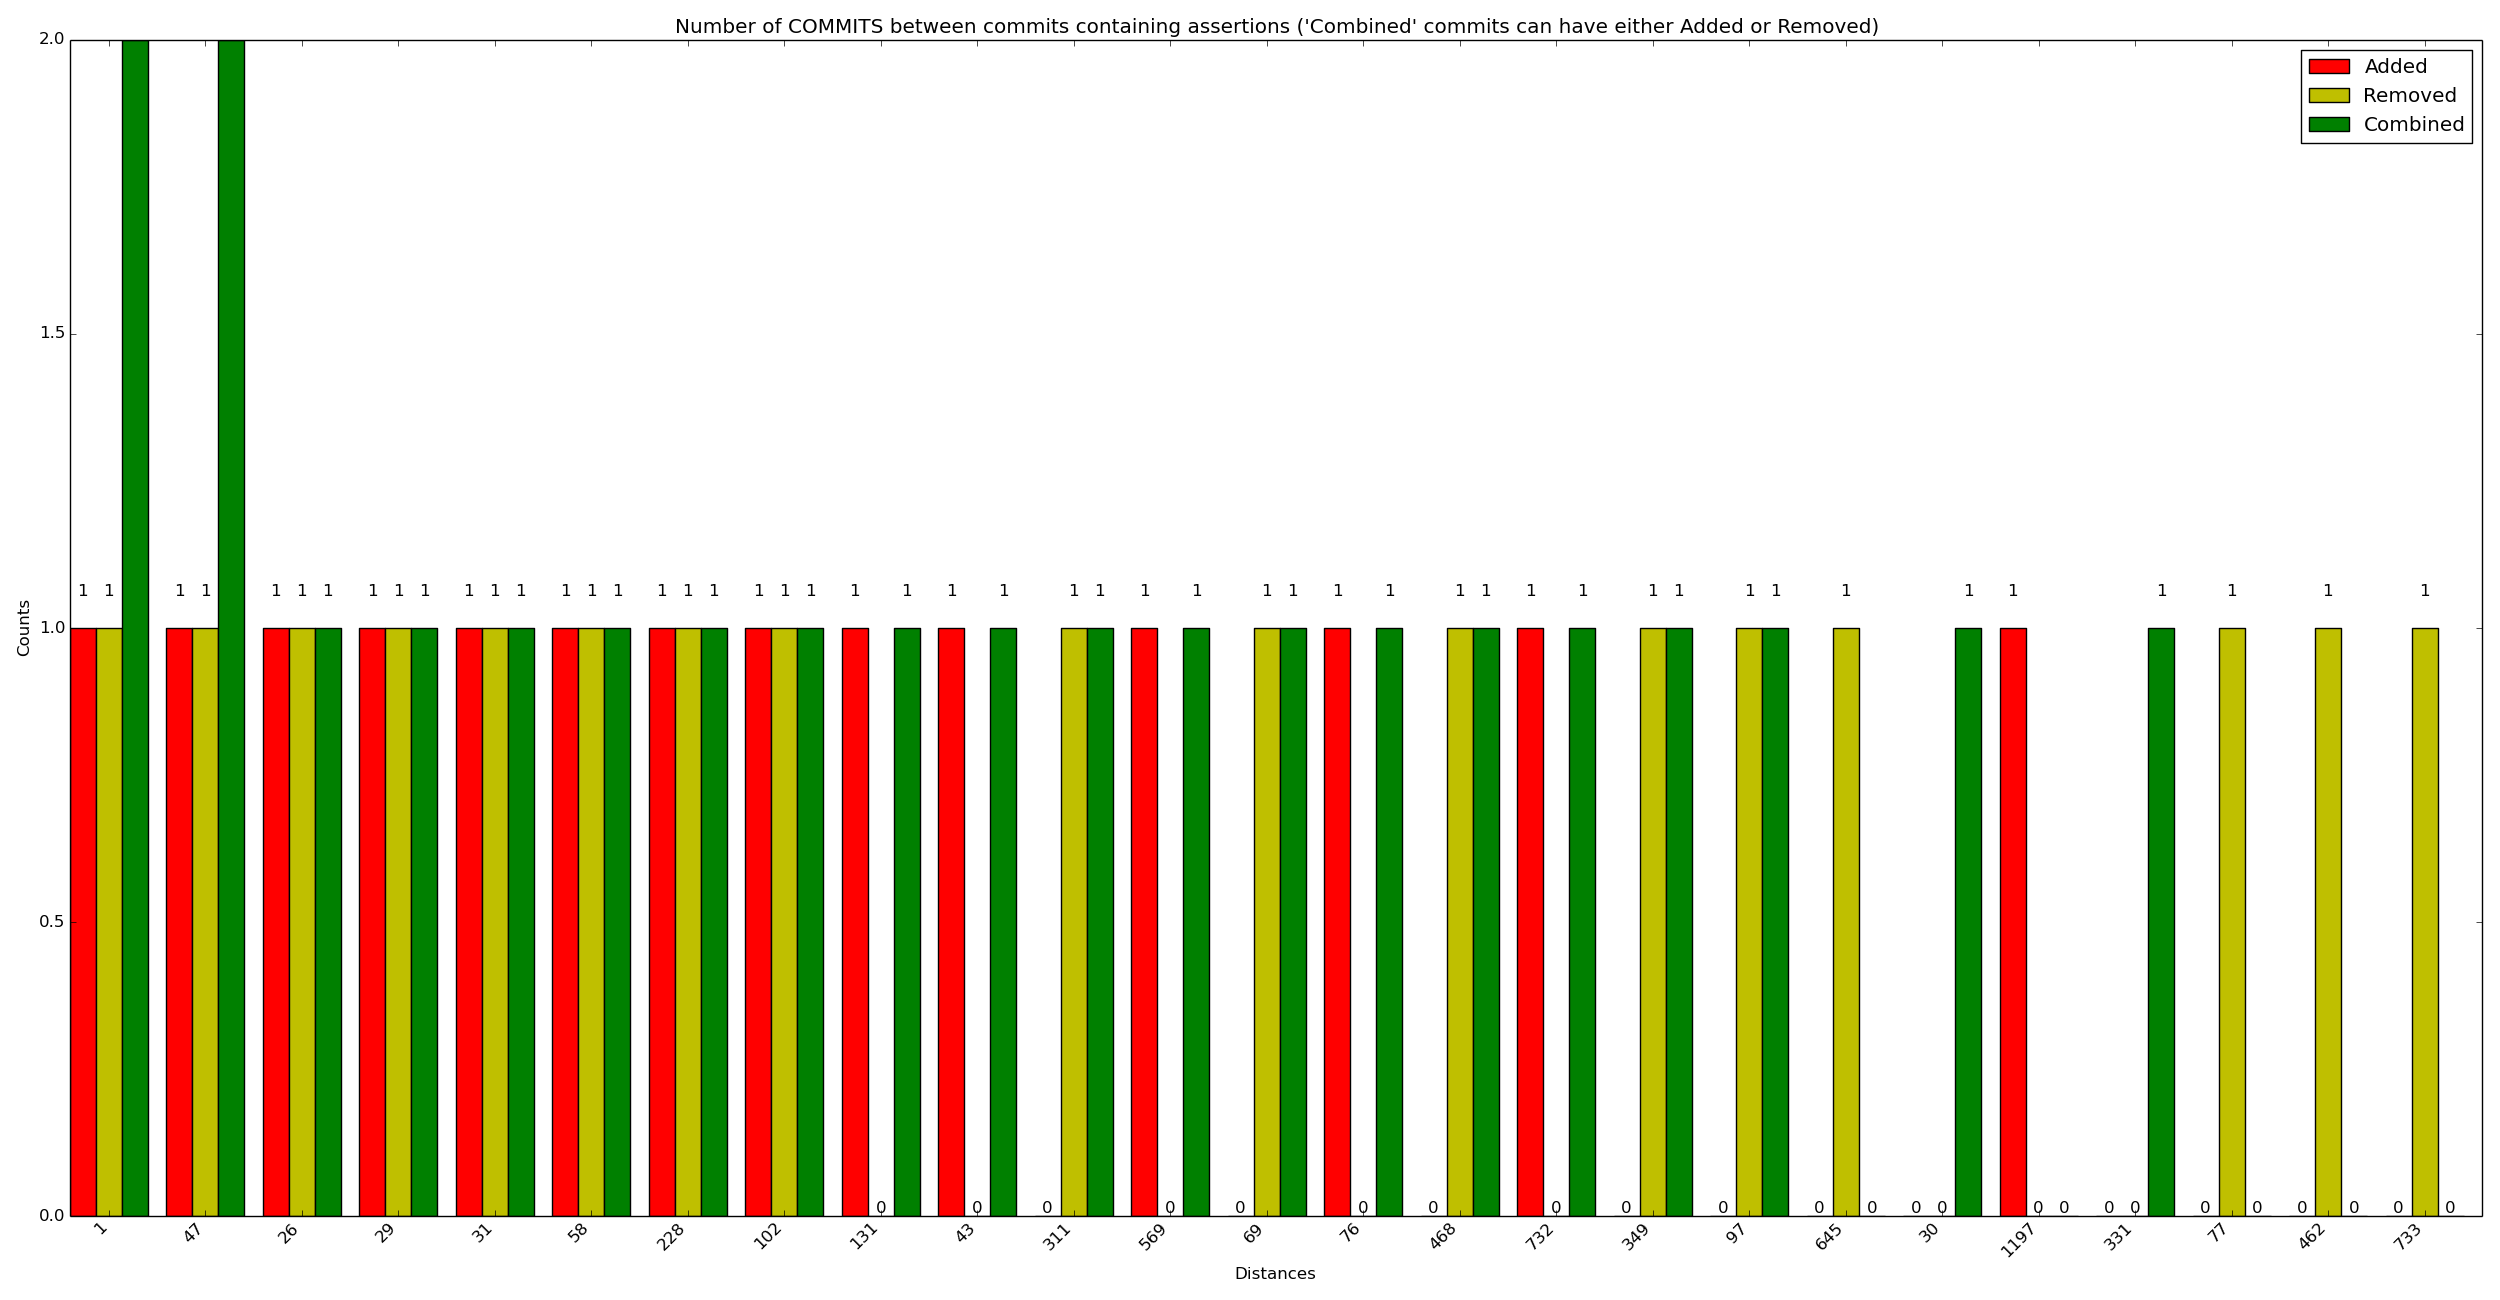 Number of COMMITS between commits containing assertions ('Combined' commits can have either Added or Removed)
Added
Removed
Combined
Counts
2.0
1.5
1.0
0.5
0.0
1 1 1 1 1 1 1 1 1 1 1 1 1 1 1 1 1 1 1 1 1 1 1 1 1 1 1 1 1 1 1 1 1 1 1 1 1 1 1 1 1 1 1 1 1 1 1 1 1
0 0 0 0 0 0 0 0 0 0 0 0 0 0 0 0 0 0 0 0 0 0 0 0
1 47 26 29 31 58 228 102 131 43 311 569 69 76 468 732 349 97 645 30 1197 331 77 462 733
Distances